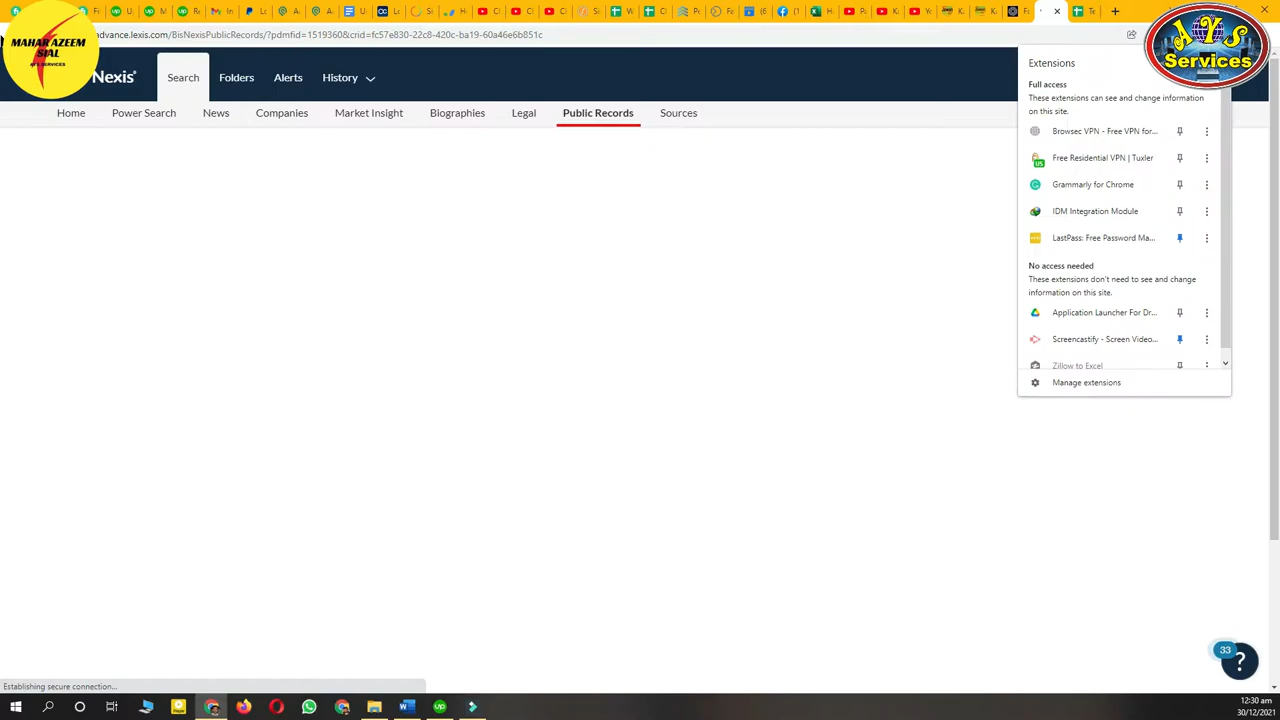 MAHAR AZEEM
SIAL
AYS SERVICES
AYS
Services
advance.lexis.com/BisNexisPublicRecords/?pdmfid=1519360&crid=fc57e830-22c8-420c-ba19-60a46e6b851c
Nexis® Search Folders Alerts History
Home Power Search News Companies Market Insight Biographies Legal Public Records Sources
Extensions
Full access
These extensions can see and change information
on this site.
Browsec VPN - Free VPN for...
Free Residential VPN | Tuxler
Grammarly for Chrome
IDM Integration Module
LastPass: Free Password Ma...
No access needed
These extensions don't need to see and change
information on this site.
Application Launcher For Dr...
Screencastify - Screen Video...
Zillow to Excel
Manage extensions
33
?
Establishing secure connection...
12:30 am
30/12/2021